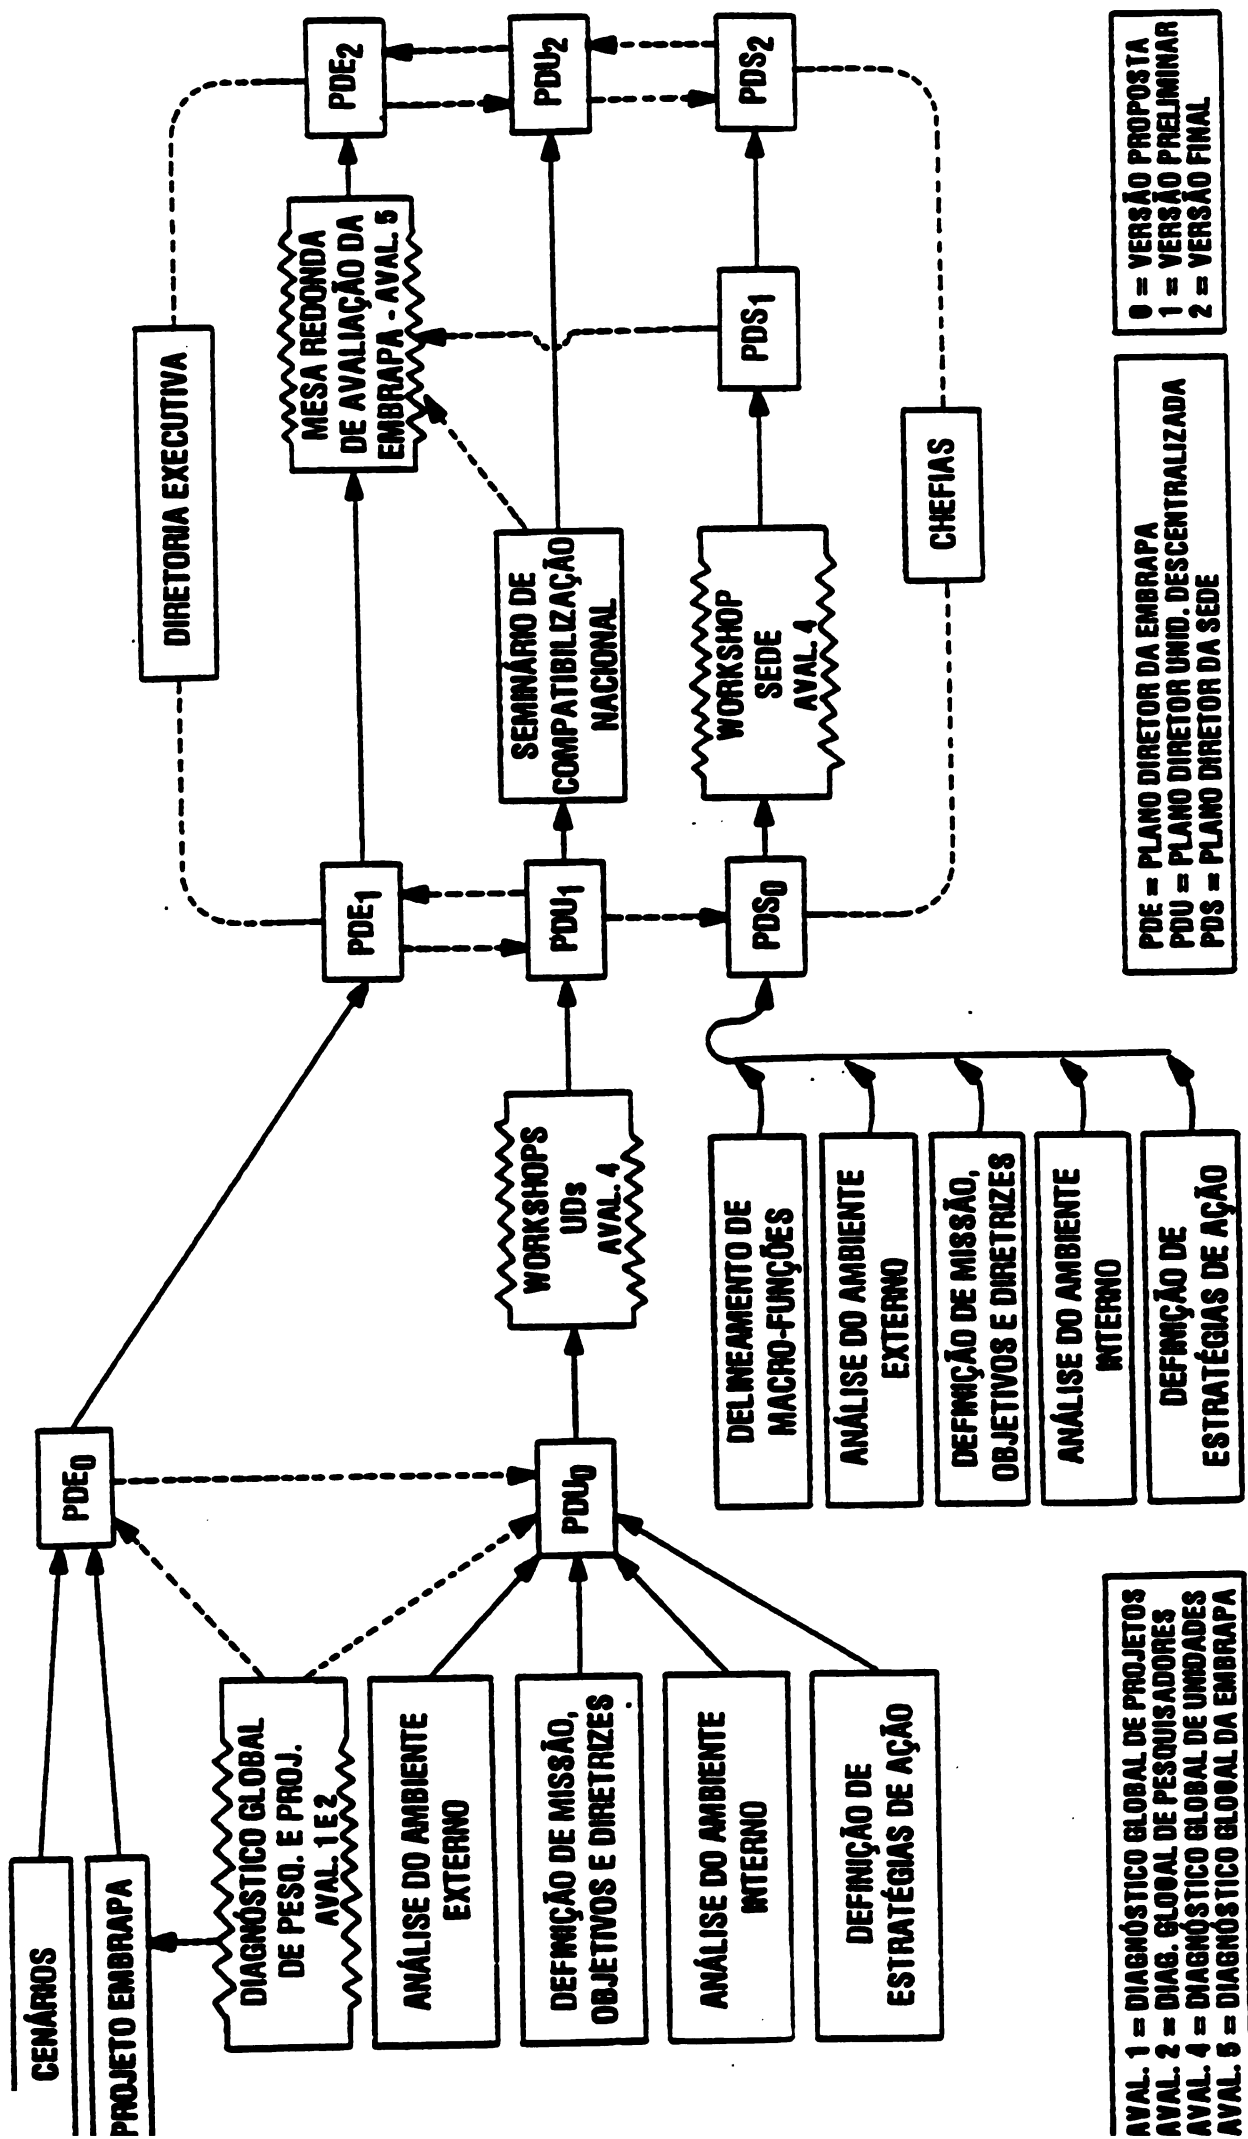 CENÁRIOS
PROJETO EMBRAPA
DIAGNÓSTICO GLOBAL
DE PESQ. E PROJ.
AVAL. 1 E 2
ANÁLISE DO AMBIENTE
EXTERNO
DEFINIÇÃO DE MISSÃO,
OBJETIVOS E DIRETRIZES
ANÁLISE DO AMBIENTE
INTERNO
DEFINIÇÃO DE
ESTRATÉGIAS DE AÇÃO
PDE0
PDU0
WORKSHOPS
UDs
AVAL. 4
DELINEAMENTO DE
MACRO-FUNÇÕES
ANÁLISE DO AMBIENTE
EXTERNO
DEFINIÇÃO DE MISSÃO,
OBJETIVOS E DIRETRIZES
ANÁLISE DO AMBIENTE
INTERNO
DEFINIÇÃO DE
ESTRATÉGIAS DE AÇÃO
PDE1
PDU1
PDS0
DIRETORIA EXECUTIVA
SEMINÁRIO DE
COMPATIBILIZAÇÃO
NACIONAL
WORKSHOP
SEDE
AVAL. 4
CHEFIAS
MESA REDONDA
DE AVALIAÇÃO DA
EMBRAPA - AVAL. 5
PDS1
PDE2
PDU2
PDS2
AVAL. 1 = DIAGNÓSTICO GLOBAL DE PROJETOS
AVAL. 2 = DIAG. GLOBAL DE PESQUISADORES
AVAL. 4 = DIAGNÓSTICO GLOBAL DE UNIDADES
AVAL. 5 = DIAGNÓSTICO GLOBAL DA EMBRAPA
PDE = PLANO DIRETOR DA EMBRAPA
PDU = PLANO DIRETOR UNID. DESCENTRALIZADA
PDS = PLANO DIRETOR DA SEDE
0 = VERSÃO PROPOSTA
1 = VERSÃO PRELIMINAR
2 = VERSÃO FINAL